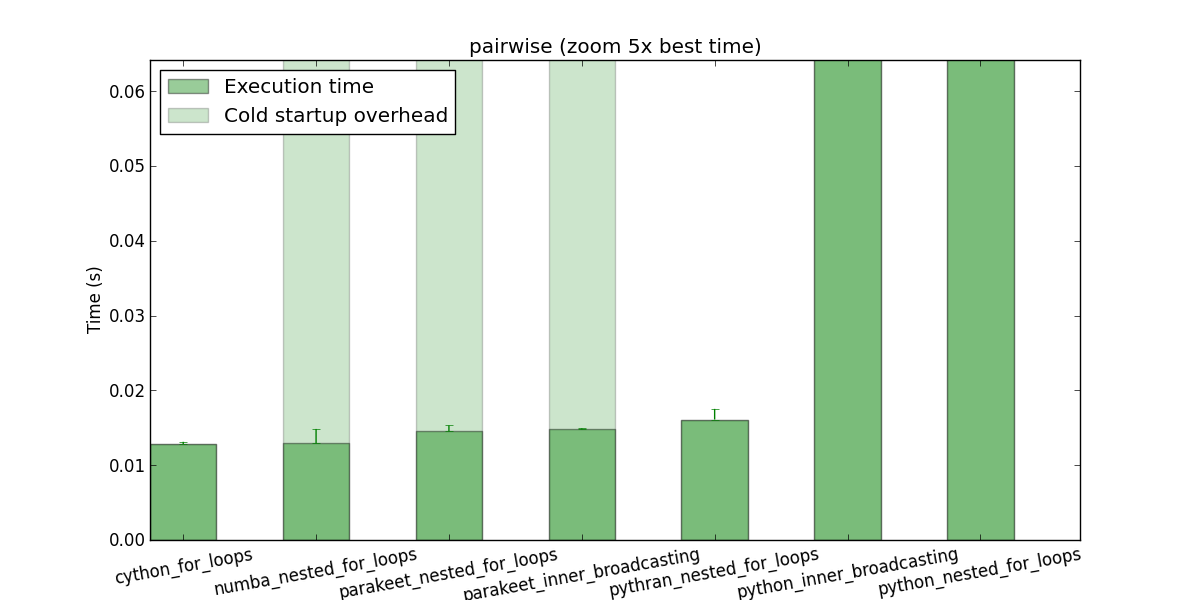 pairwise (zoom 5x best time)
Execution time
Cold startup overhead
0.06
0.05
0.04
0.03
0.02
0.01
0.00
Time (s)
cython_for_loops
numba_nested_for_loops
parakeet_nested_for_loops
parakeet_inner_broadcasting
pythran_nested_for_loops
python_inner_broadcasting
python_nested_for_loops